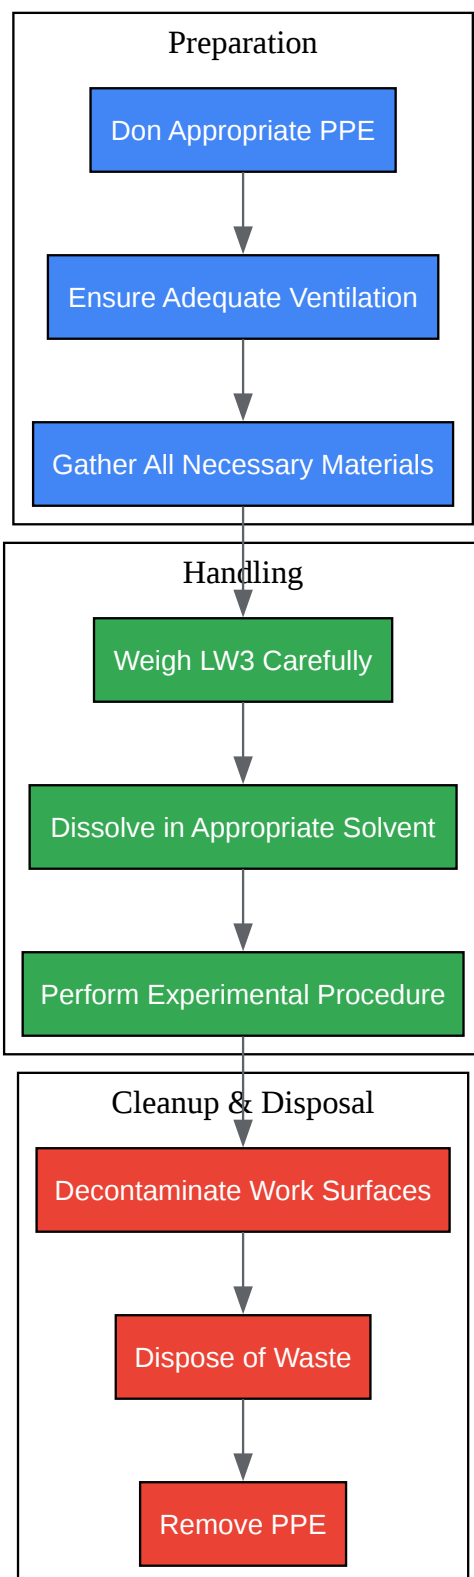 Preparation
Don Appropriate PPE
Ensure Adequate Ventilation
Gather All Necessary Materials
Handling
Weigh LW3 Carefully
Dissolve in Appropriate Solvent
Perform Experimental Procedure
Cleanup & Disposal
Decontaminate Work Surfaces
Dispose of Waste
Remove PPE